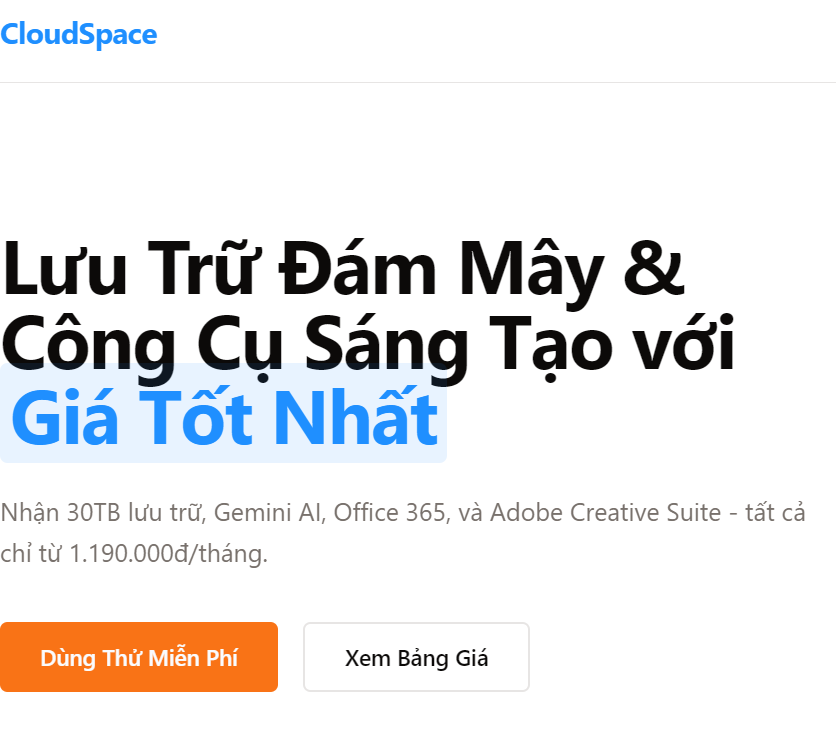 CloudSpace
Lưu Trữ Đám Mây &
Công Cụ Sáng Tạo với
Giá Tốt Nhất
Nhận 30TB lưu trữ, Gemini AI, Office 365, và Adobe Creative Suite - tất cả
chỉ từ 1.190.000đ/tháng.
Dùng Thử Miễn Phí
Xem Bảng Giá